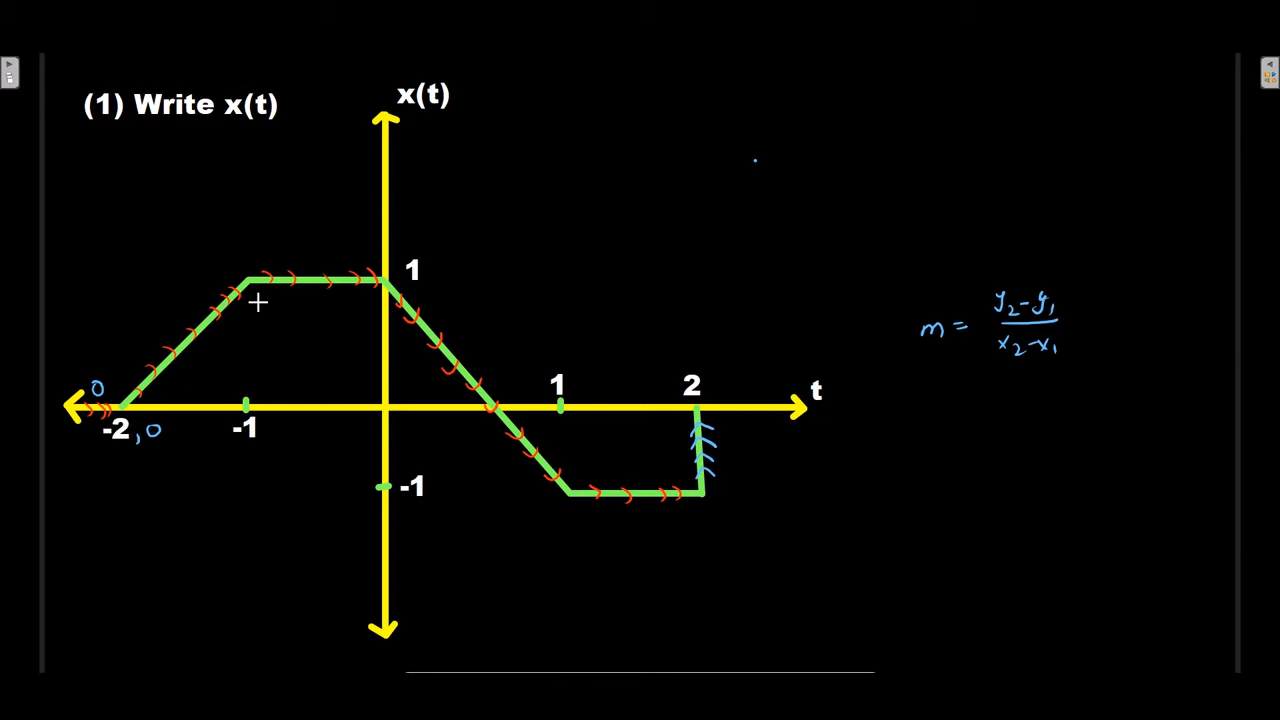 (1) Write x(t)
x(t)
1
m = y2-y1 / x2-x1
0
1
2
t
-2,0
-1
-1